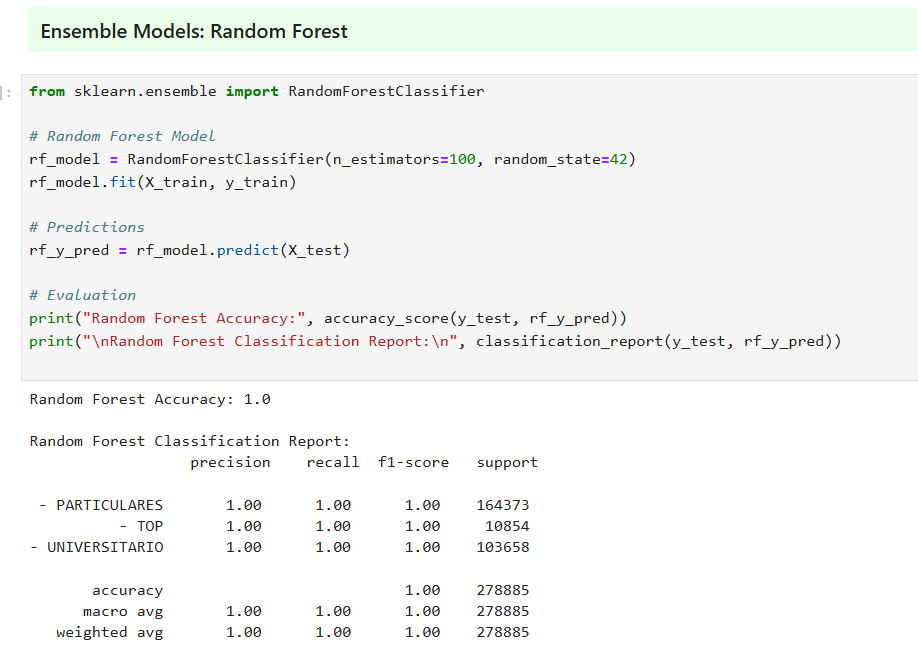 Ensemble Models: Random Forest
]:
from sklearn.ensemble import RandomForestClassifier
# Random Forest Model
rf_model = RandomForestClassifier(n_estimators=100, random_state=42)
rf_model.fit(X_train, y_train)
# Predictions
rf_y_pred = rf_model.predict(X_test)
# Evaluation
print("Random Forest Accuracy:", accuracy_score(y_test, rf_y_pred))
print("\nRandom Forest Classification Report:\n", classification_report(y_test, rf_y_pred))
Random Forest Accuracy: 1.0
Random Forest Classification Report:
precision recall f1-score support
- PARTICULARES 1.00 1.00 1.00 164373
- TOP 1.00 1.00 1.00 10854
- UNIVERSITARIO 1.00 1.00 1.00 103658
accuracy 1.00 278885
macro avg 1.00 1.00 1.00 278885
weighted avg 1.00 1.00 1.00 278885